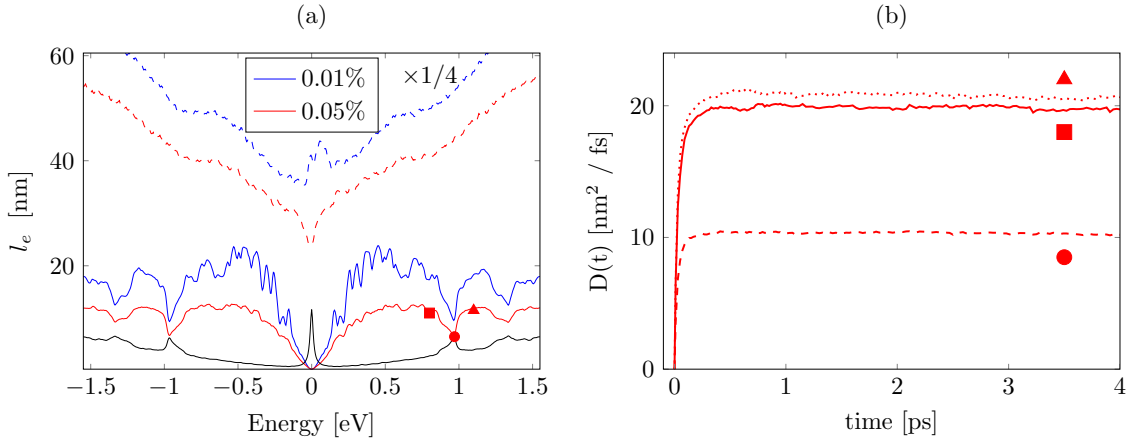 (a)
60
40
20
l_e [nm]
0.01%
0.05%
×1/4
−1.5 −1 −0.5 0 0.5 1 1.5
Energy [eV]
(b)
20
10
0
D(t) [nm² / fs]
0 1 2 3 4
time [ps]